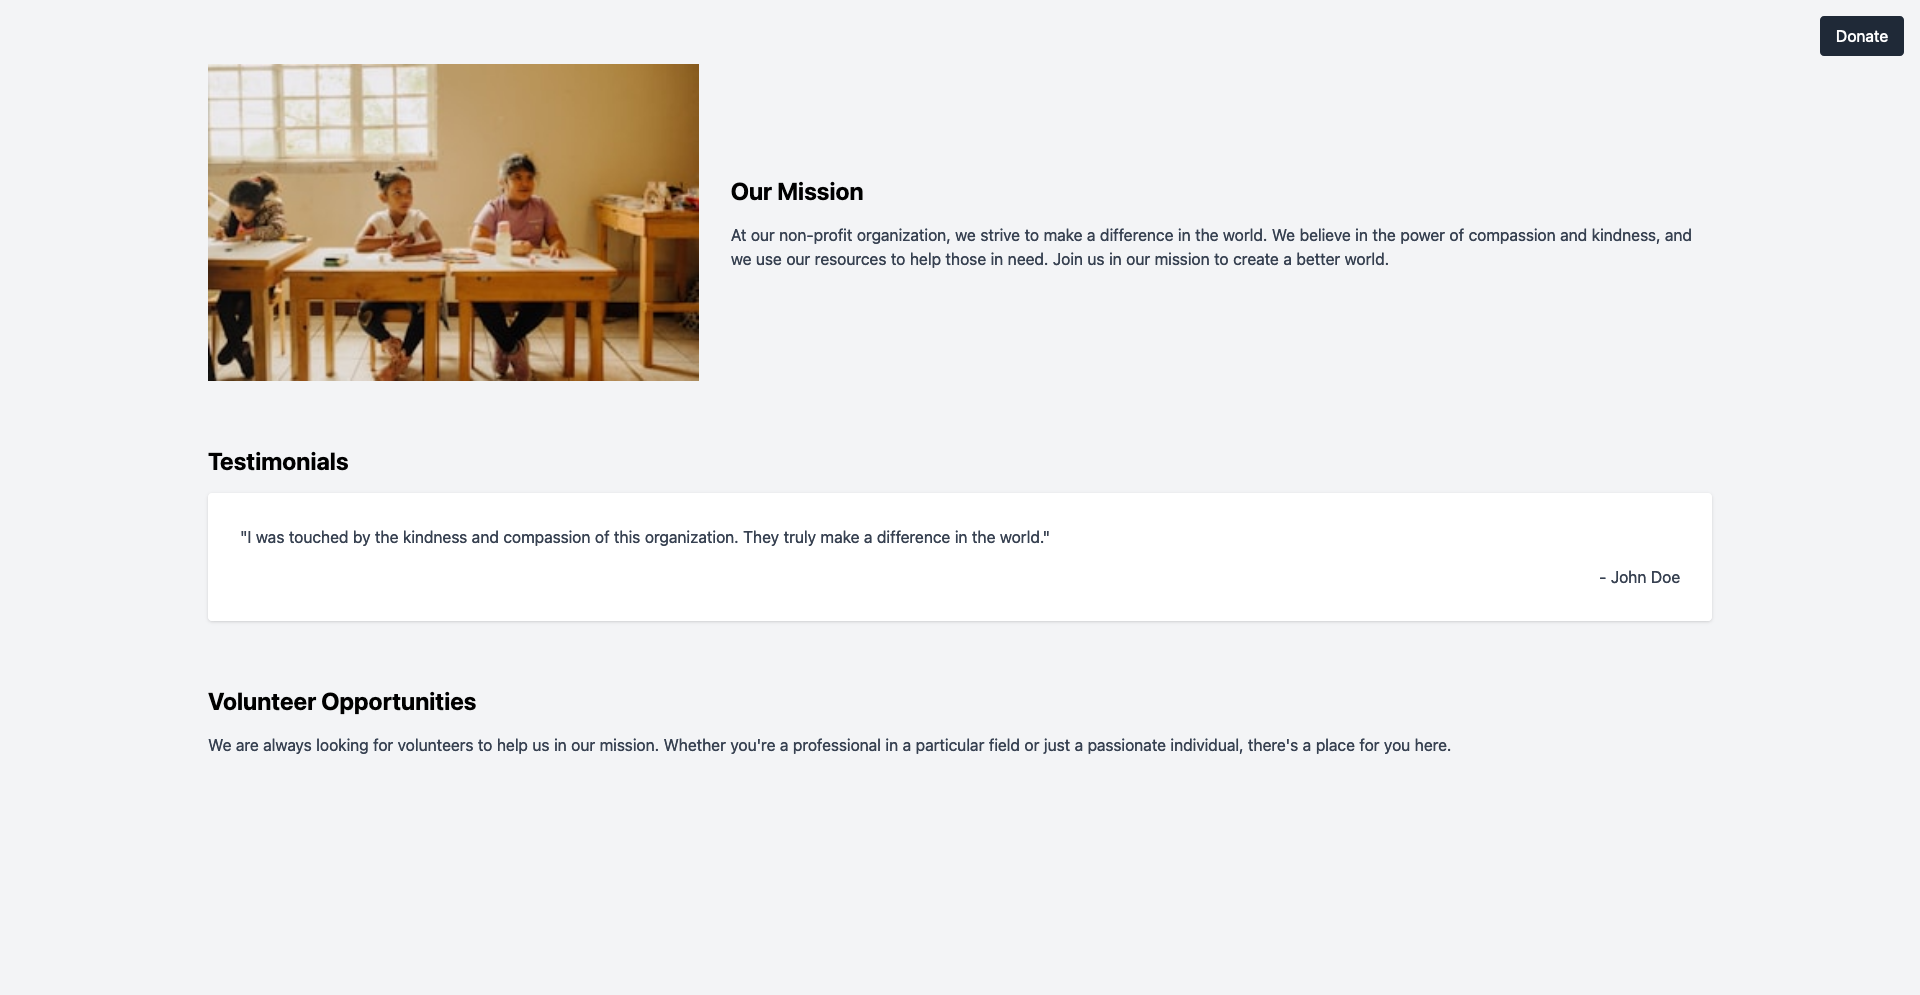 Donate
Our Mission
At our non-profit organization, we strive to make a difference in the world. We believe in the power of compassion and kindness, and
we use our resources to help those in need. Join us in our mission to create a better world.
Testimonials
"I was touched by the kindness and compassion of this organization. They truly make a difference in the world."
- John Doe
Volunteer Opportunities
We are always looking for volunteers to help us in our mission. Whether you're a professional in a particular field or just a passionate individual, there's a place for you here.